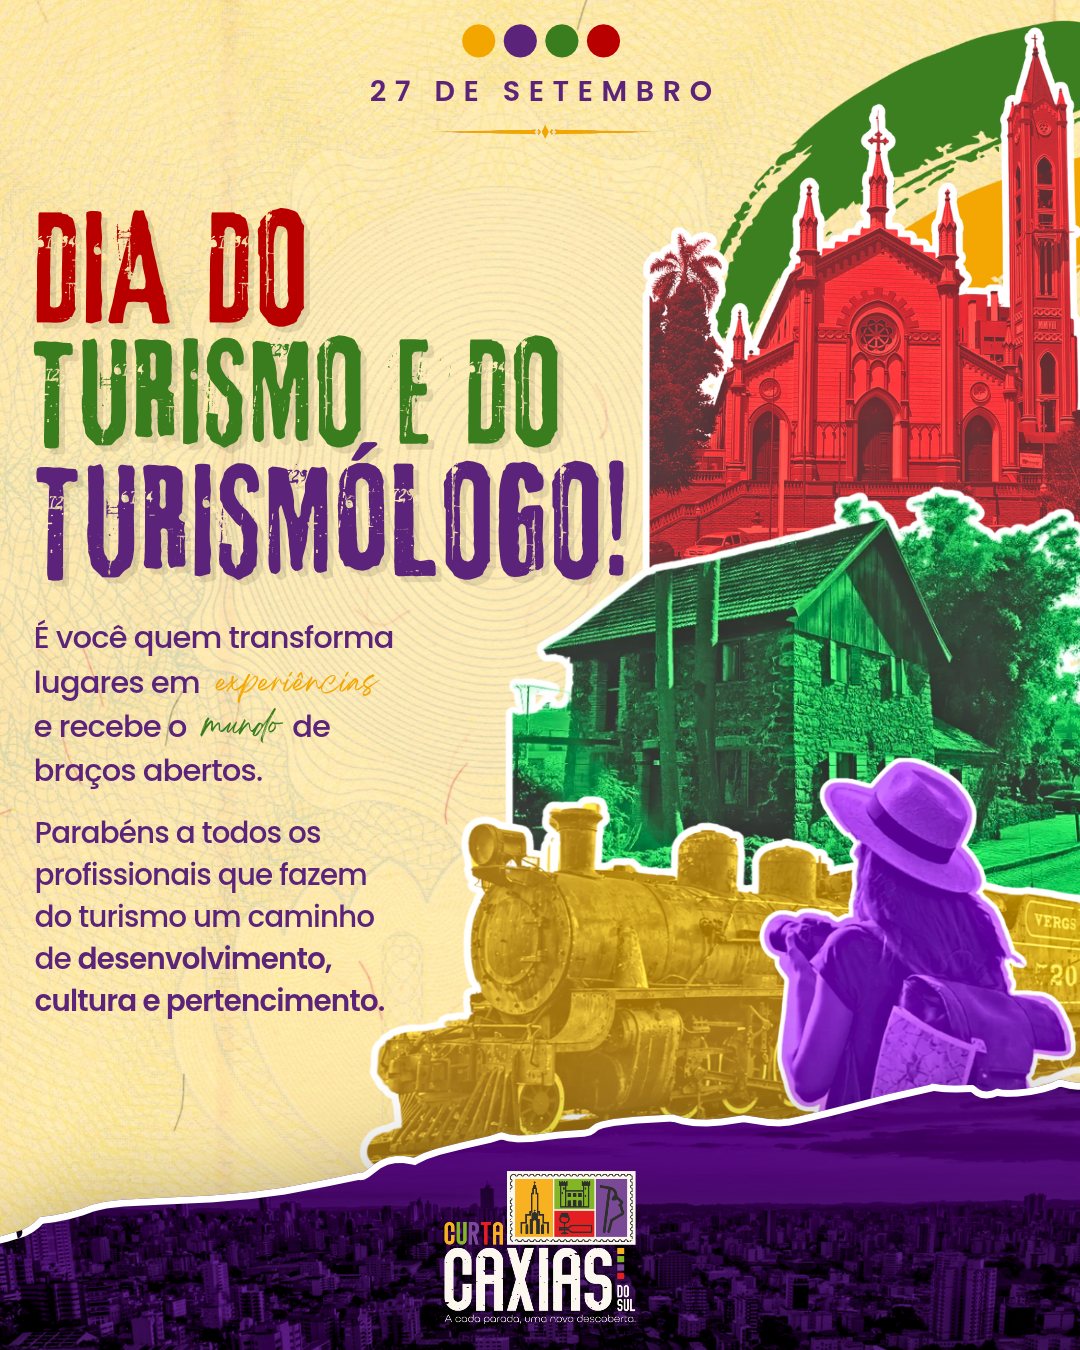 27 DE SETEMBRO
DIA DO
TURISMO E DO
TURISMÓLOGO!
É você quem transforma
lugares em experiências
e recebe o mundo de
braços abertos.
Parabéns a todos os
profissionais que fazem
do turismo um caminho
de desenvolvimento,
cultura e pertencimento.
VERGS
20
CURTA
CAXIAS
DO
SUL
A cada parada, uma nova descoberta.